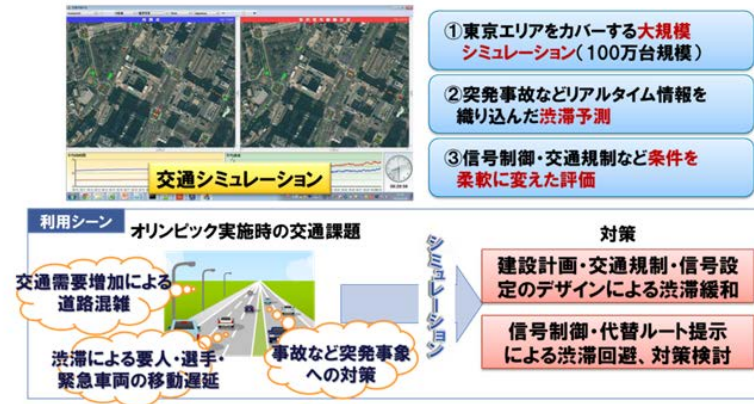 ①東京エリアをカバーする大規模
シミュレーション(100万台規模)
②突発事故などリアルタイム情報を
織り込んだ渋滞予測
③信号制御・交通規制など条件を
柔軟に変えた評価
交通シミュレーション
利用シーン
オリンピック実施時の交通課題
交通需要増加による
道路混雑
渋滞による要人・選手・
緊急車両の移動遅延
事故など突発事象
への対策
シミュレーション
対策
建設計画・交通規制・信号設
定のデザインによる渋滞緩和
信号制御・代替ルート提示
による渋滞回避、対策検討